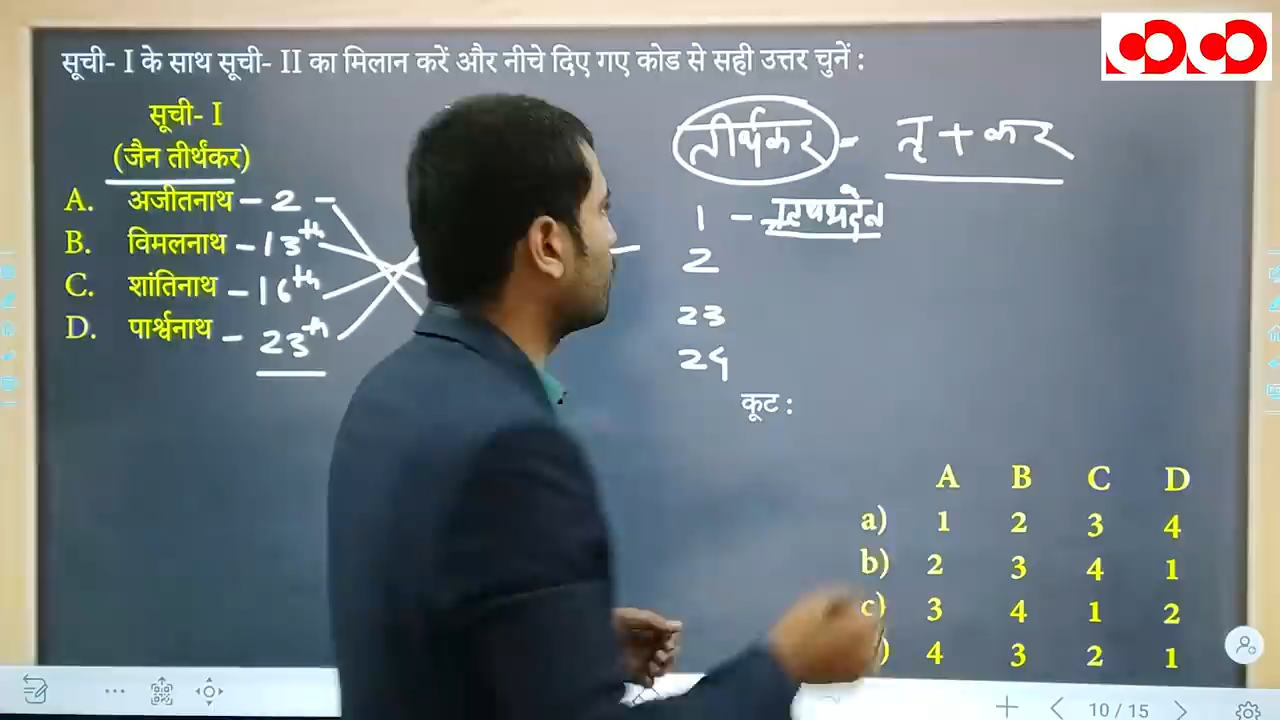 सूची- I के साथ सूची- II का मिलान करें और नीचे दिए गए कोड से सही उत्तर चुनें :
सूची- I
(जैन तीर्थंकर)
A. अजीतनाथ - 2 -
B. विमलनाथ - 13th
C. शांतिनाथ - 16th
D. पार्श्वनाथ - 23th
तीर्थकर - तृ + कर
1 -
2
23
24
कूट :
A B C D
a) 1 2 3 4
b) 2 3 4 1
c) 3 4 1 2
) 4 3 2 1
10 / 15